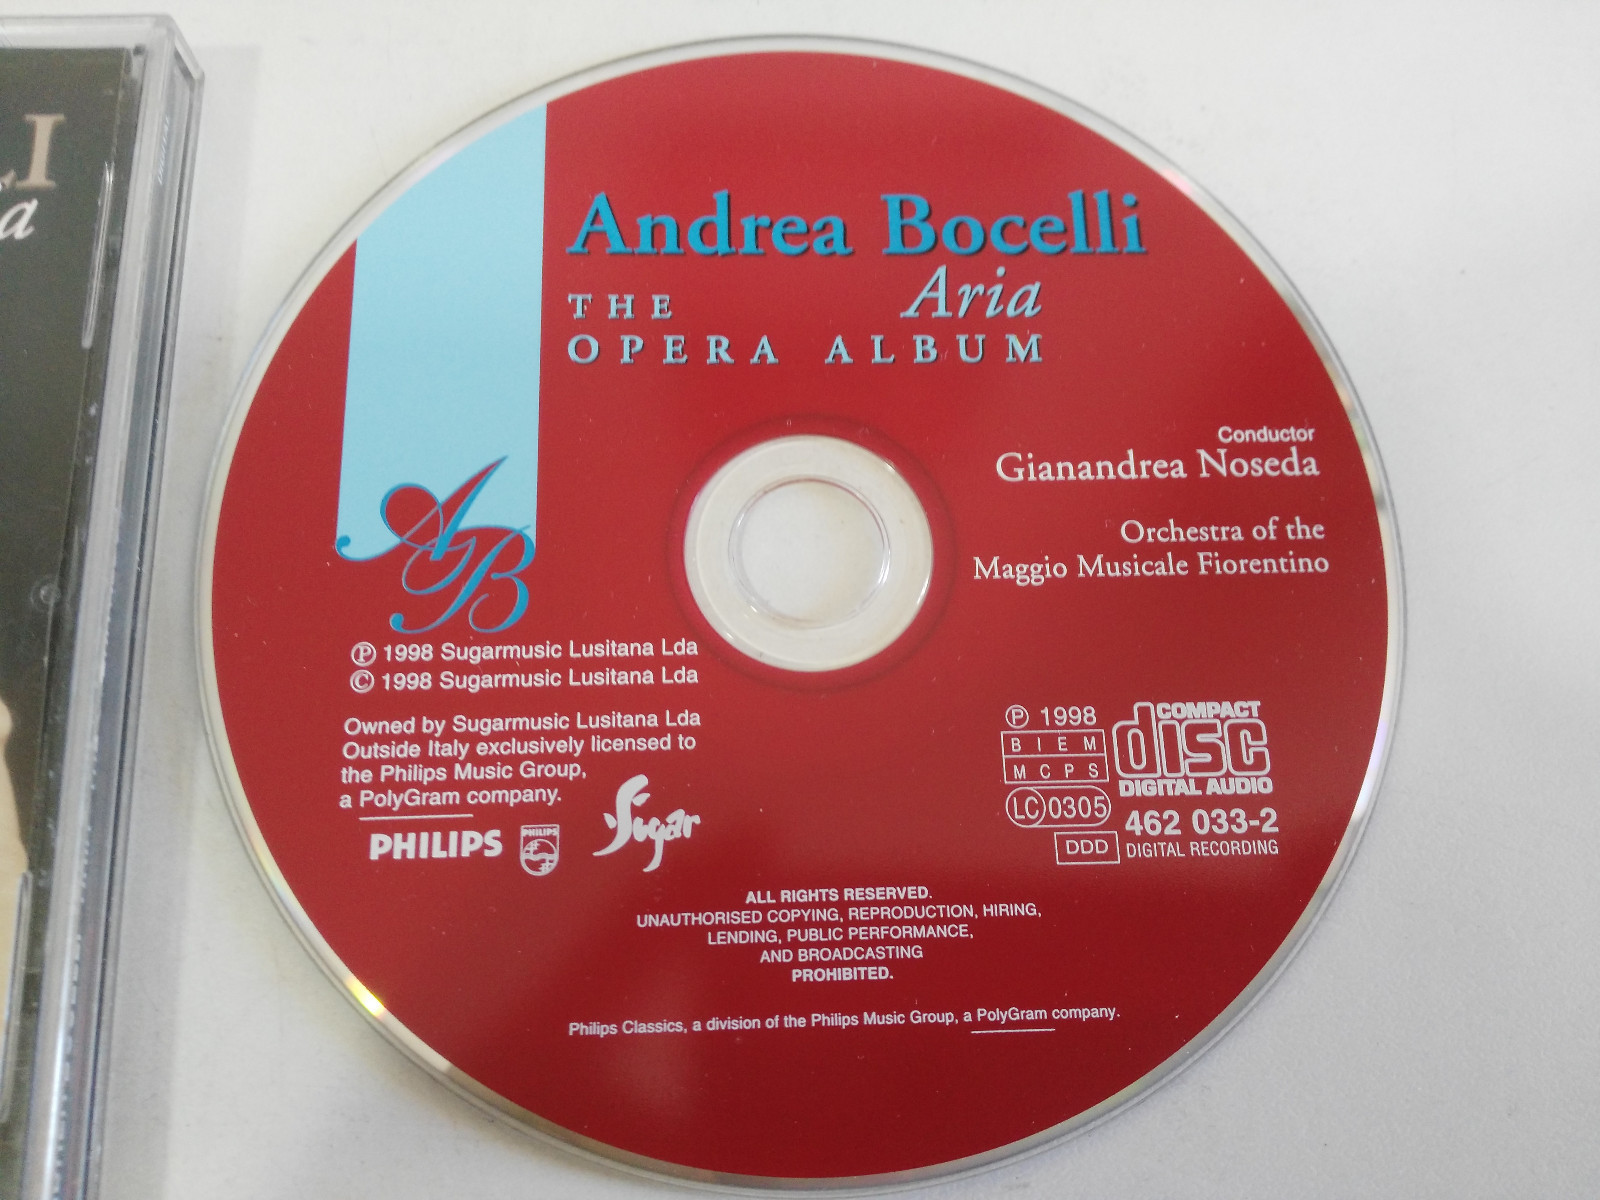 LI
a
Andrea Bocelli
Aria
THE
OPERA ALBUM
Conductor
Gianandrea Noseda
Orchestra of the
Maggio Musicale Fiorentino
AB
℗ 1998 Sugarmusic Lusitana Lda
© 1998 Sugarmusic Lusitana Lda
Owned by Sugarmusic Lusitana Lda
Outside Italy exclusively licensed to
the Philips Music Group,
a PolyGram company.
PHILIPS
PHILIPS
Sugar
℗ 1998
BIEM
MCPS
COMPACT
disc
DIGITAL AUDIO
LC 0305
462 033-2
DDD
DIGITAL RECORDING
ALL RIGHTS RESERVED.
UNAUTHORISED COPYING, REPRODUCTION, HIRING,
LENDING, PUBLIC PERFORMANCE,
AND BROADCASTING
PROHIBITED.
Philips Classics, a division of the Philips Music Group, a PolyGram company.